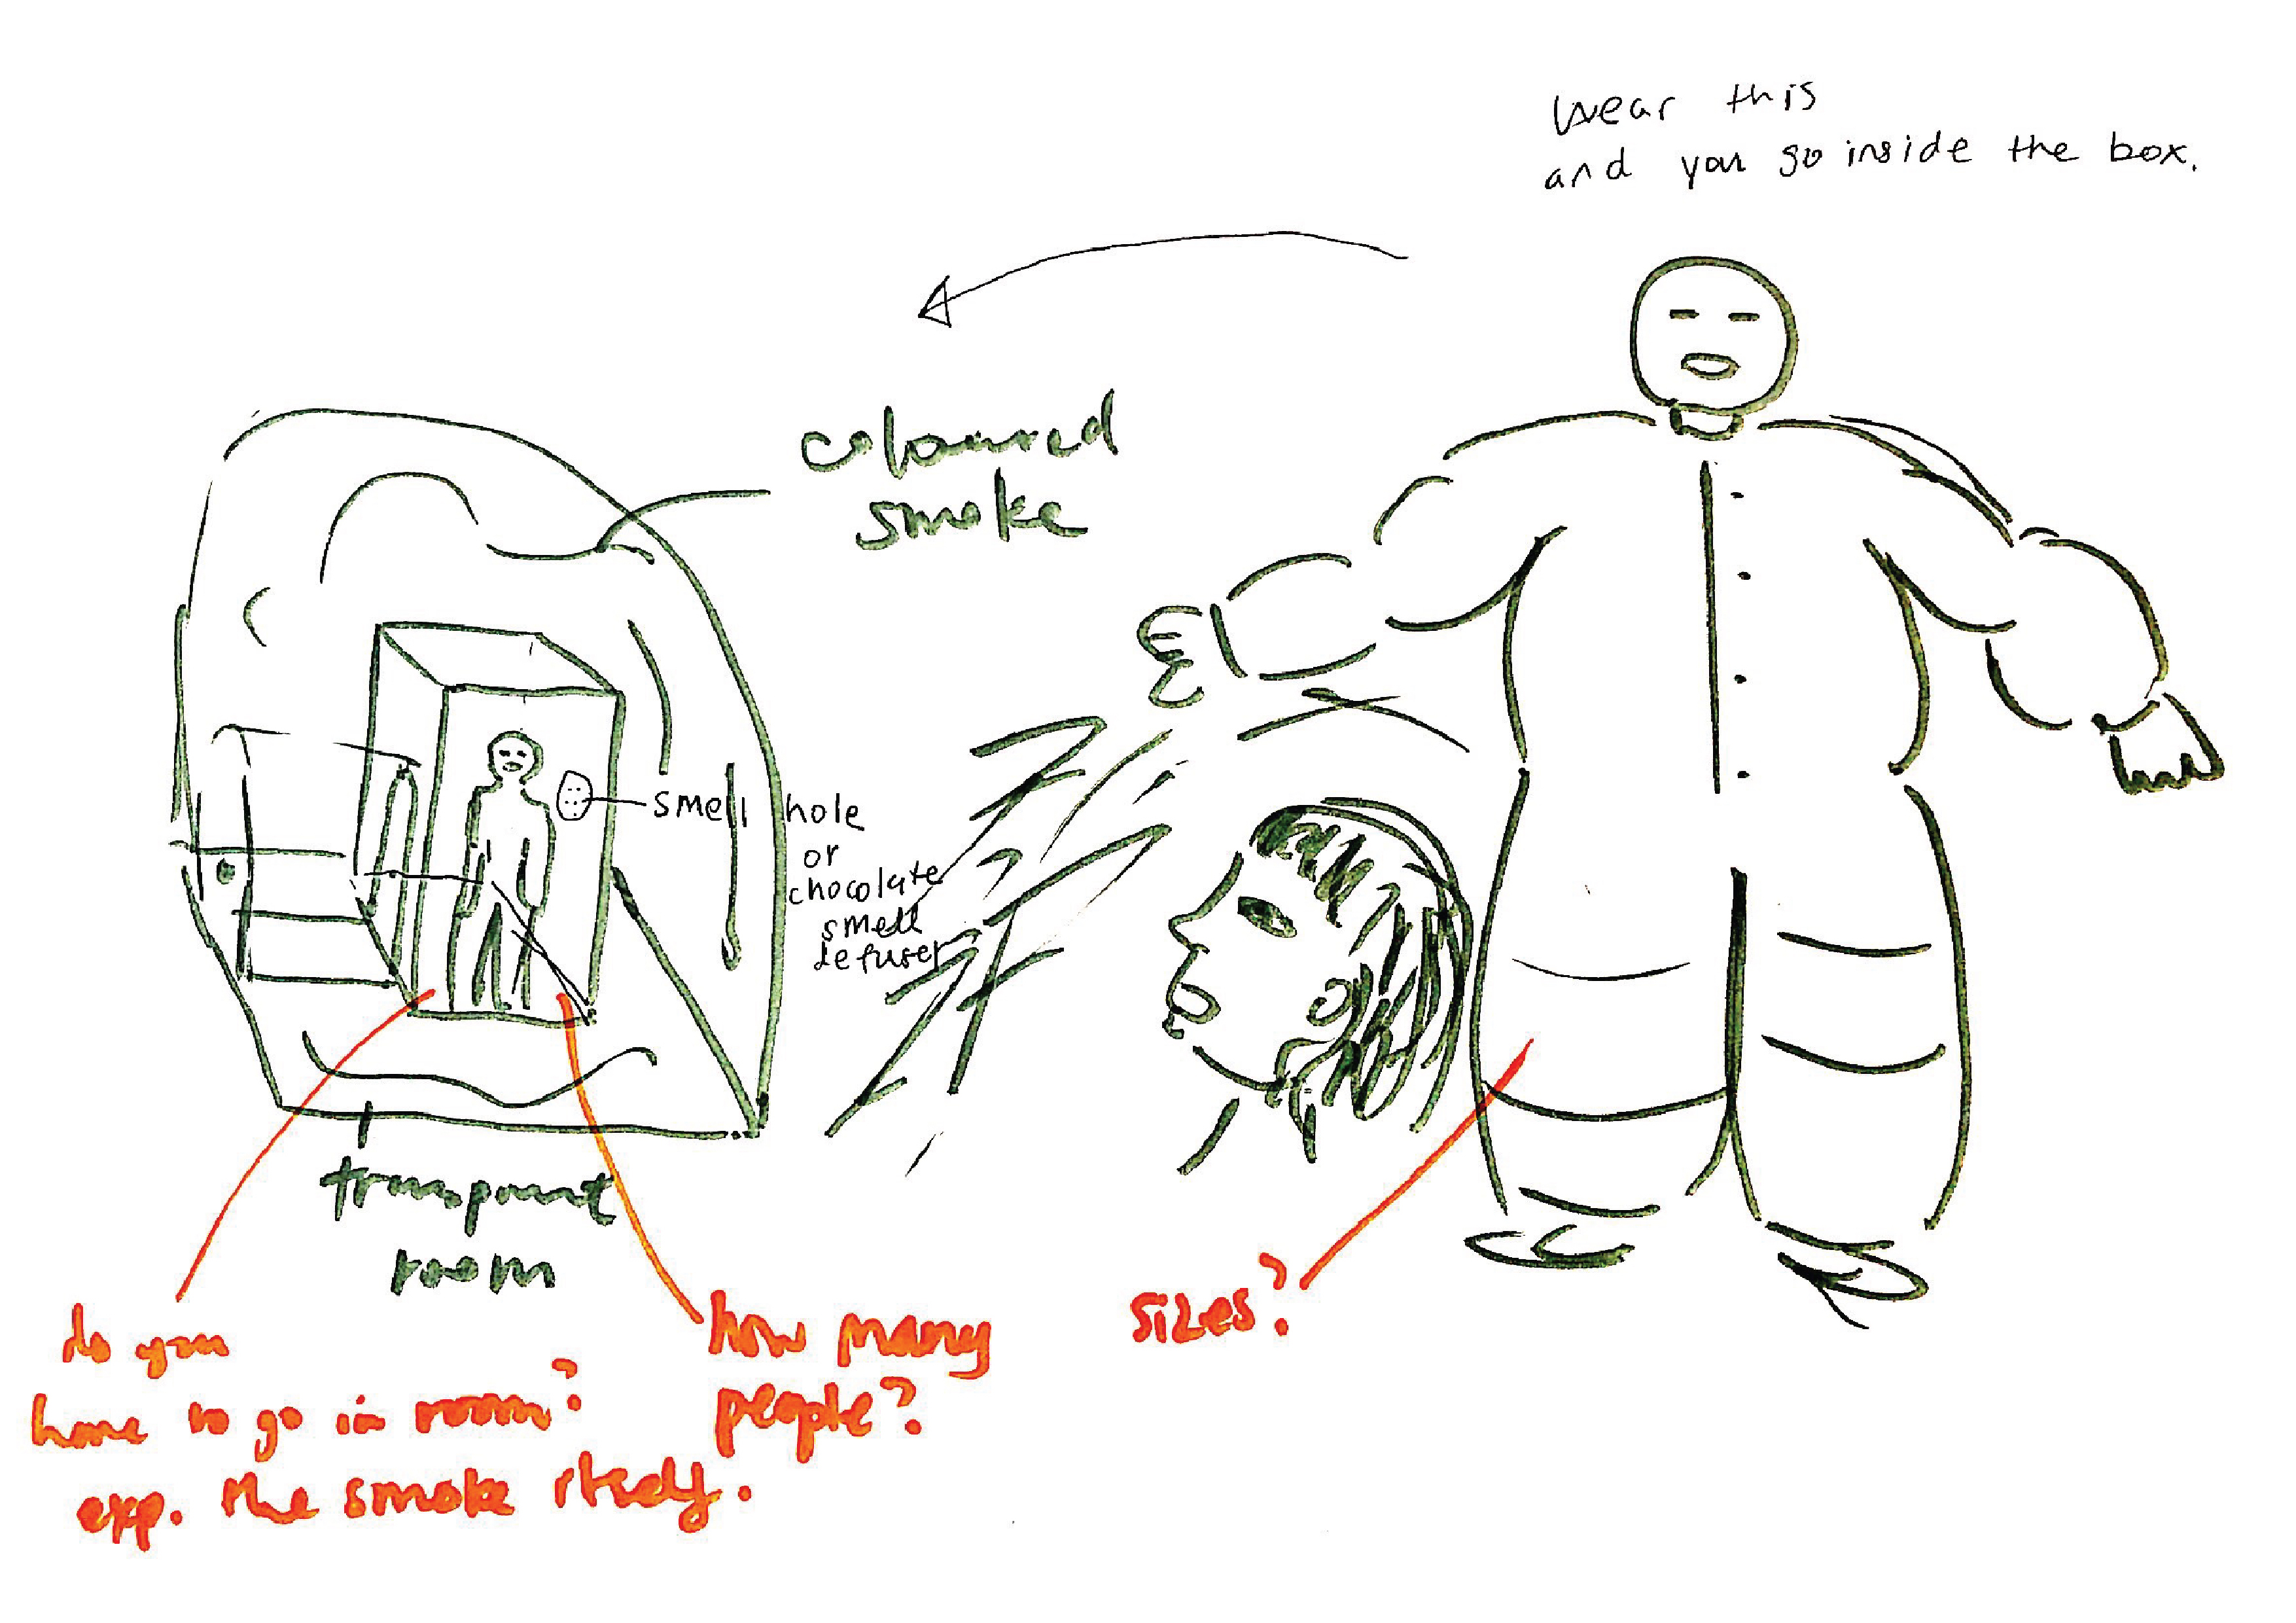 wear this
and you go inside the box.
coloured
smoke
smell hole
or
chocolate
smell
defuser
transparent
room
do you
have to go in room?
exp. the smoke itself.
how many
people?
sizes?